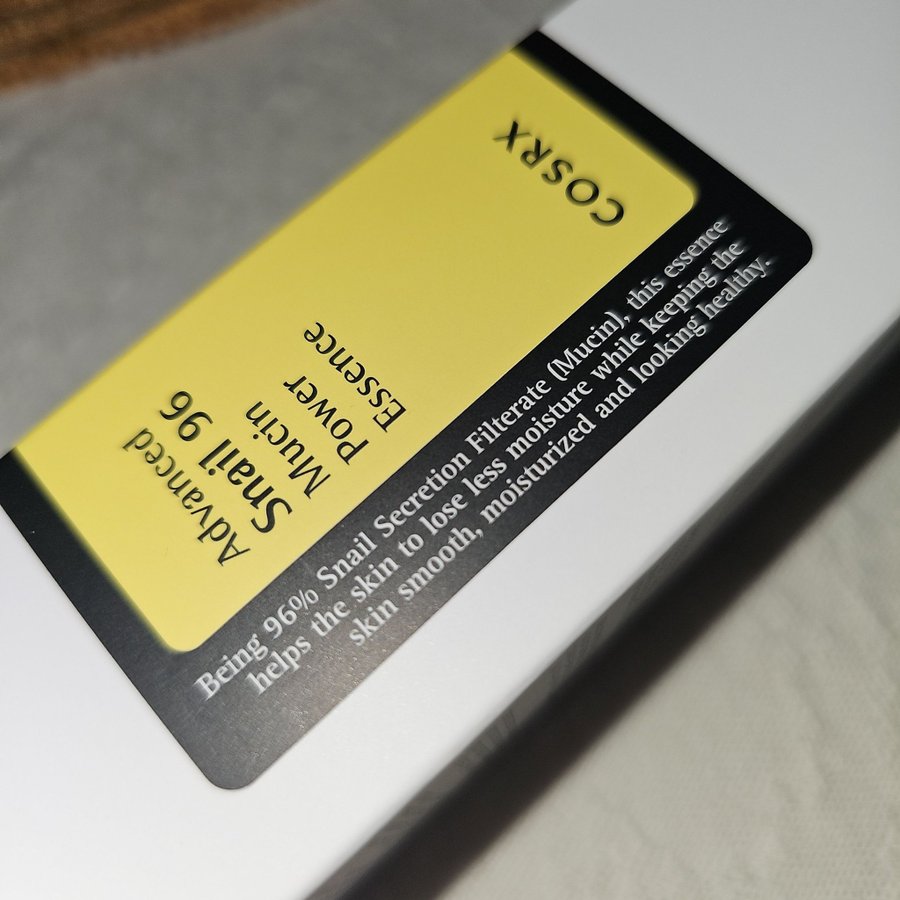 COSRX
Advanced
Snail 96
Mucin
Power
Essence
Being 96% Snail Secretion Filterate (Mucin), this essence
helps the skin to lose less moisture while keeping the
skin smooth, moisturized and looking healthy.